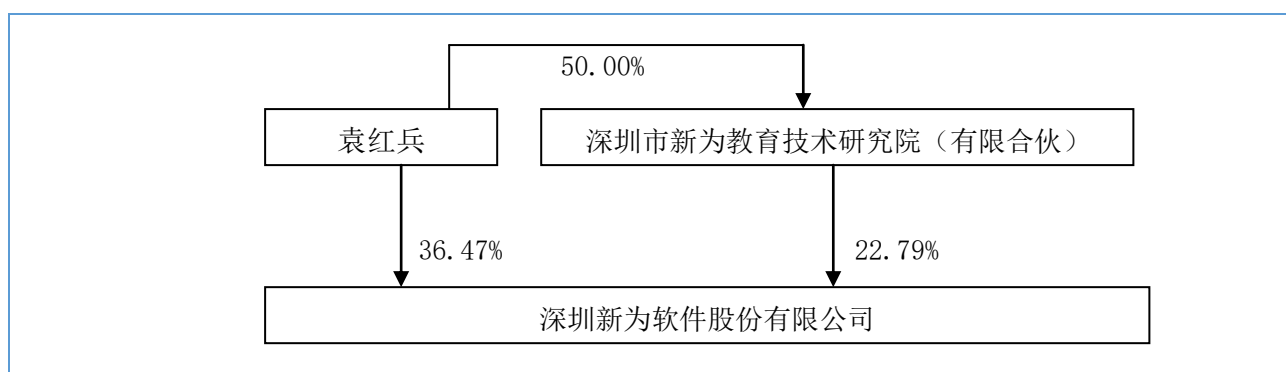 50.00%
袁红兵
深圳市新为教育技术研究院（有限合伙）
36.47%
22.79%
深圳新为软件股份有限公司